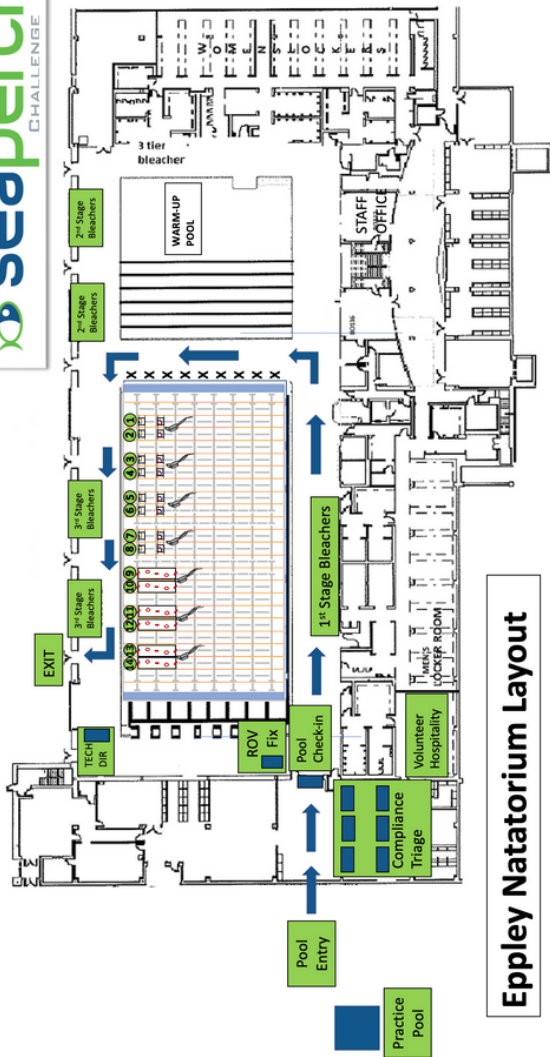 seaperch
CHALLENGE
EXIT
3rd Stage
Bleachers
3rd Stage
Bleachers
2nd Stage
Bleachers
2nd Stage
Bleachers
TECH
DIR
14 13 12 11 10 9 8 7 6 5 4 3 2 1
X X X X X X X X X
3 tier
bleacher
WARM-UP
POOL
WOMEN'S LOCKERS
ROV
Fix
Pool
Check-in
1st Stage Bleachers
Pool
Entry
STAFF
OFFICE
Practice
Pool
Compliance
Triage
Volunteer
Hospitality
MEN'S
LOCKER ROOM
Eppley Natatorium Layout